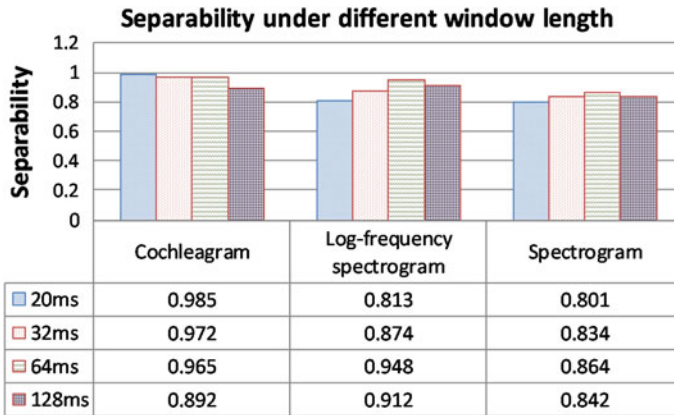 Separability under different window length
Separability
1.2
1
0.8
0.6
0.4
0.2
0
Cochleagram Log-frequency spectrogram Spectrogram
20ms 0.985 0.813 0.801
32ms 0.972 0.874 0.834
64ms 0.965 0.948 0.864
128ms 0.892 0.912 0.842